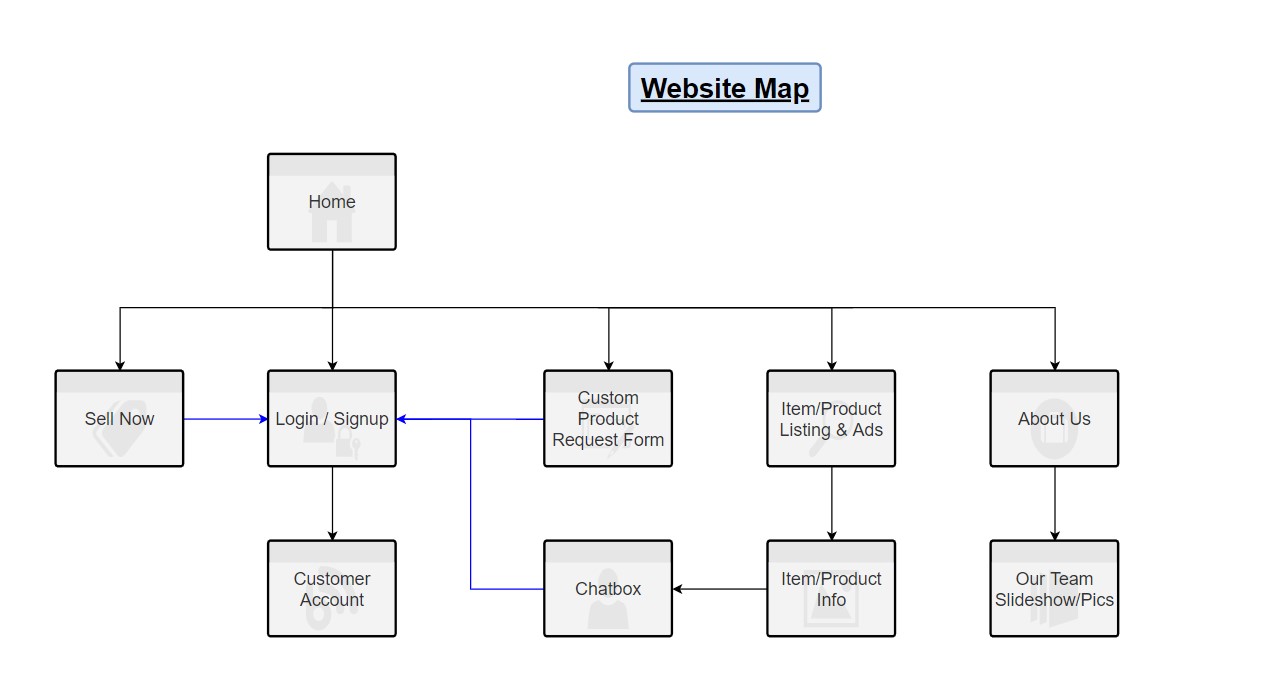 Website Map
Home
Sell Now
Login / Signup
Custom
Product
Request Form
Item/Product
Listing & Ads
About Us
Customer
Account
Chatbox
Item/Product
Info
Our Team
Slideshow/Pics